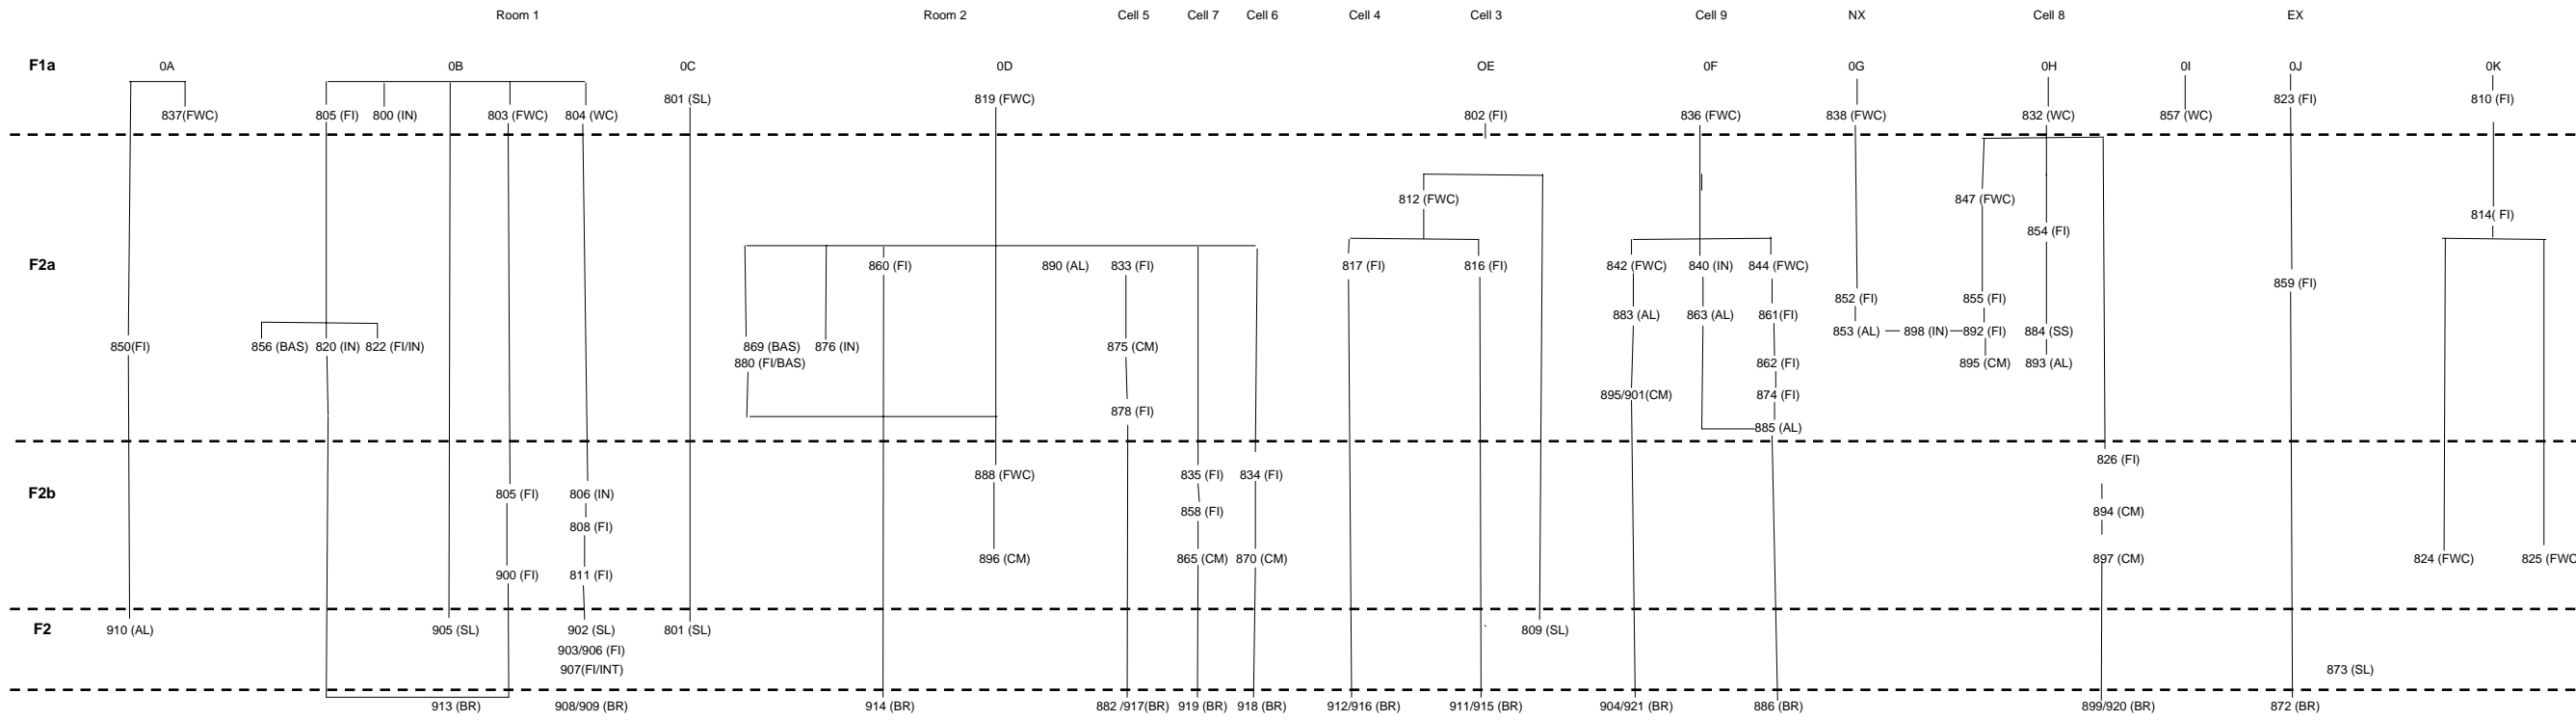 Room 1 Room 2 Cell 5 Cell 7 Cell 6 Cell 4 Cell 3 Cell 9 NX Cell 8 EX
F1a 0A 0B 0C 0D OE 0F 0G 0H 0I 0J 0K
801 (SL) 819 (FWC) 823 (FI) 810 (FI)
837(FWC) 805 (FI) 800 (IN) 803 (FWC) 804 (WC) 802 (FI) 836 (FWC) 838 (FWC) 832 (WC) 857 (WC)
812 (FWC) 847 (FWC)
814( FI)
854 (FI)
F2a 860 (FI) 890 (AL) 833 (FI) 817 (FI) 816 (FI) 842 (FWC) 840 (IN) 844 (FWC)
859 (FI)
852 (FI) 855 (FI)
883 (AL) 863 (AL) 861(FI)
853 (AL) 898 (IN) 892 (FI) 884 (SS)
850(FI) 856 (BAS) 820 (IN) 822 (FI/IN) 869 (BAS) 876 (IN) 875 (CM)
880 (FI/BAS) 862 (FI) 895 (CM) 893 (AL)
895/901(CM) 874 (FI)
878 (FI)
885 (AL)
826 (FI)
888 (FWC) 835 (FI) 834 (FI)
F2b 805 (FI) 806 (IN)
858 (FI) 894 (CM)
808 (FI)
896 (CM) 865 (CM) 870 (CM) 897 (CM) 824 (FWC) 825 (FWC
900 (FI) 811 (FI)
F2 910 (AL) 905 (SL) 902 (SL) 801 (SL) 809 (SL)
903/906 (FI)
907(FI/INT) 873 (SL)
913 (BR) 908/909 (BR) 914 (BR) 882 /917(BR) 919 (BR) 918 (BR) 912/916 (BR) 911/915 (BR) 904/921 (BR) 886 (BR) 899/920 (BR) 872 (BR)